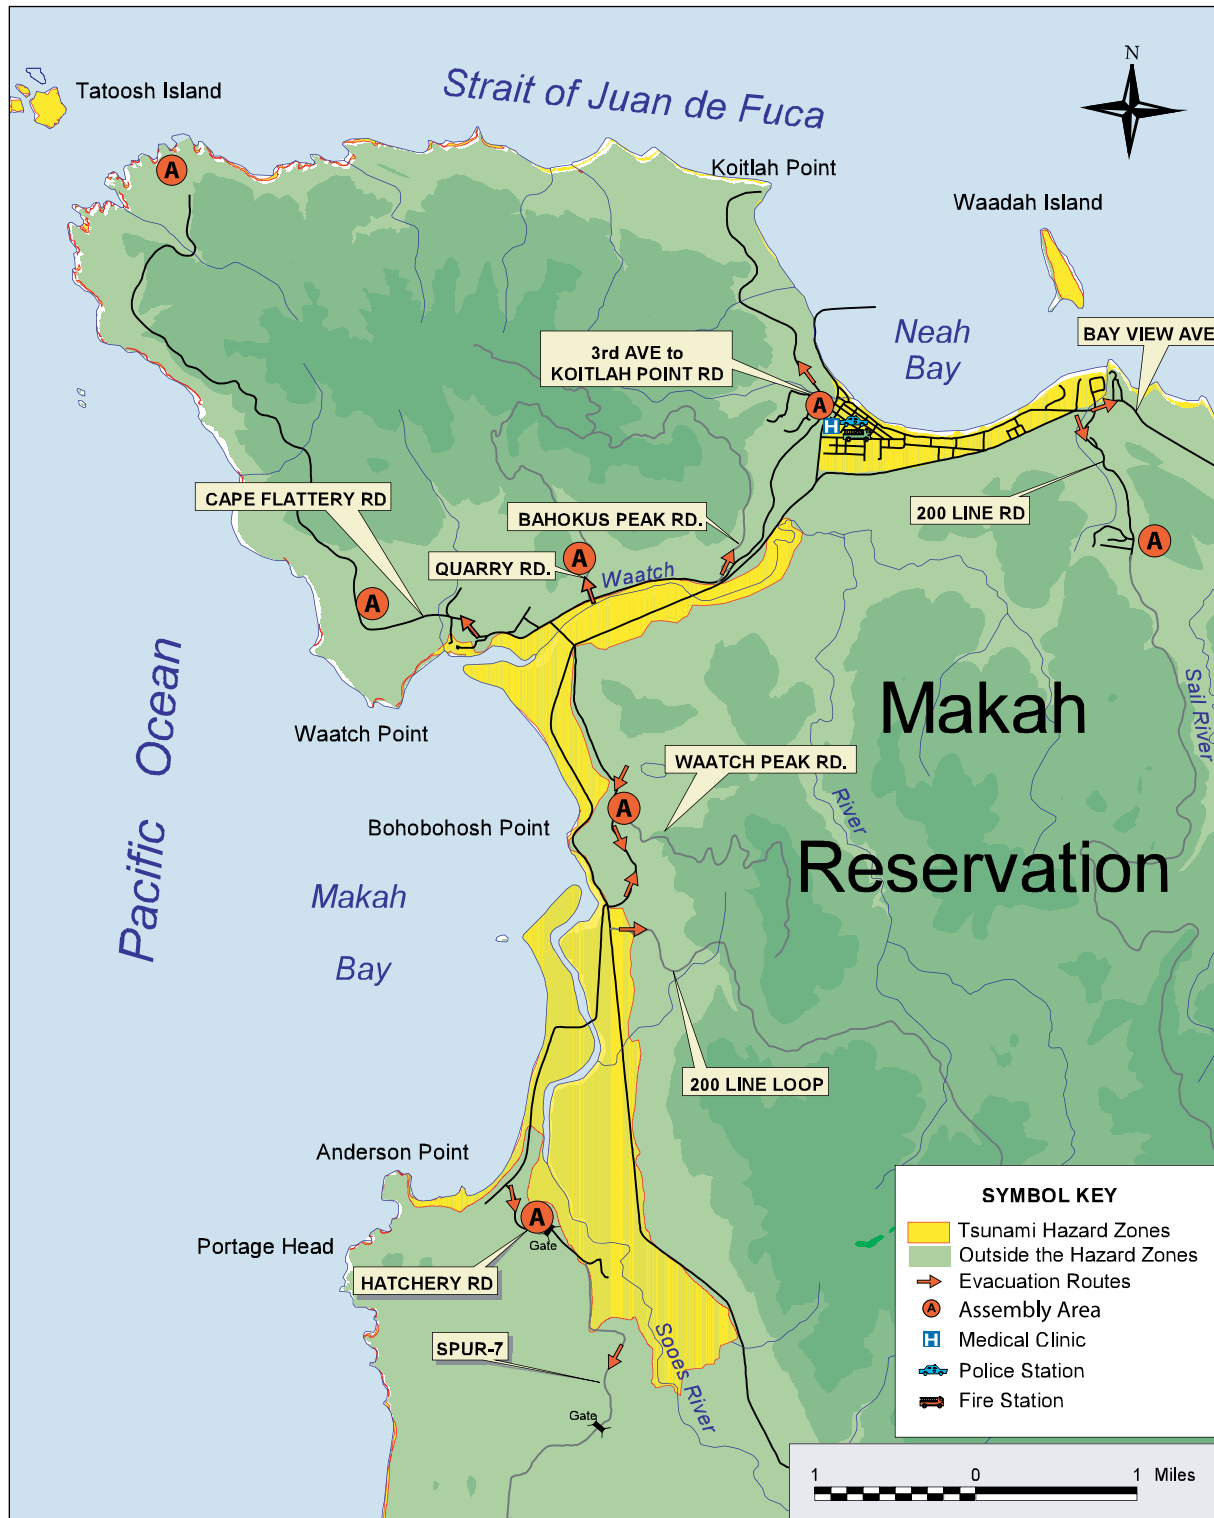 N
Tatoosh Island
Strait of Juan de Fuca
A
Koitlah Point
Waadah Island
Neah
Bay
BAY VIEW AVE
3rd AVE to
KOITLAH POINT RD
A
H
CAPE FLATTERY RD
200 LINE RD
BAHOKUS PEAK RD.
A
A
QUARRY RD.
Waatch
A
Pacific Ocean
Makah
Sail River
Waatch Point
WAATCH PEAK RD.
A
River
Bohobohosh Point
Reservation
Makah
Bay
200 LINE LOOP
Anderson Point
A
Portage Head
Gate
HATCHERY RD
SPUR-7
Sooes River
Gate
SYMBOL KEY
Tsunami Hazard Zones
Outside the Hazard Zones
Evacuation Routes
A Assembly Area
H Medical Clinic
Police Station
Fire Station
1 0 1 Miles